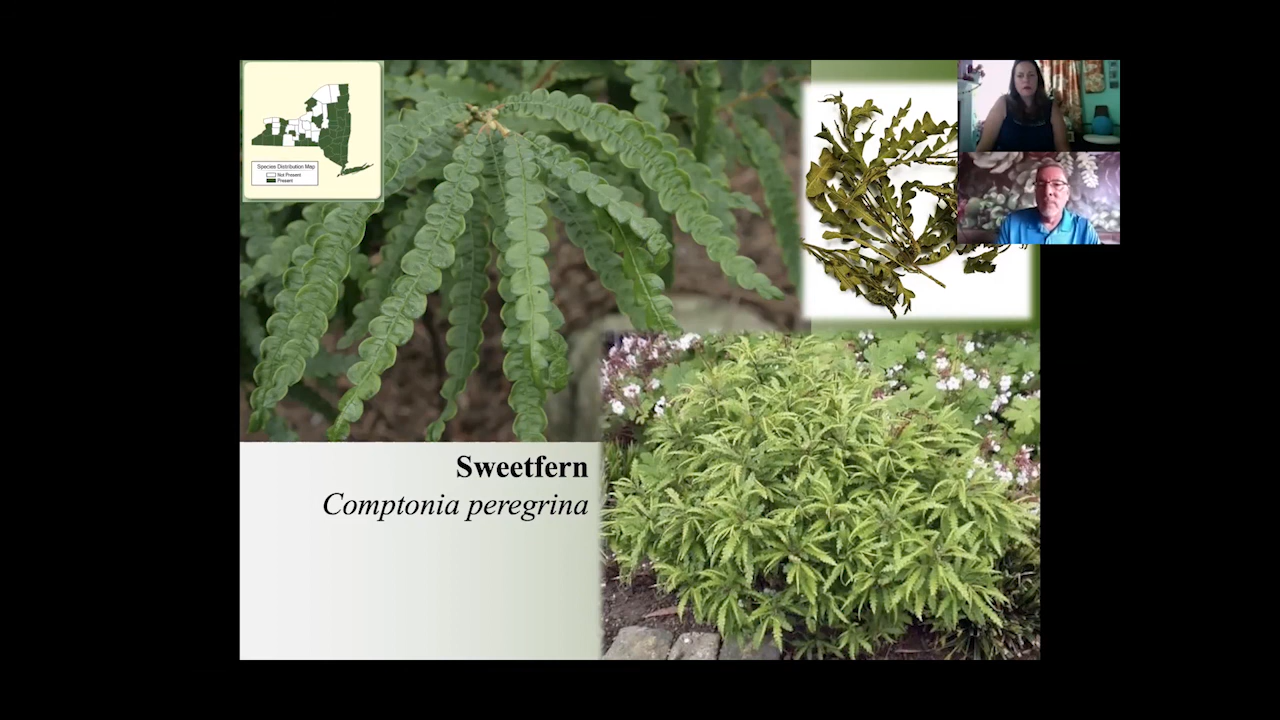 Species Distribution Map
Not Present
Present
Sweetfern
Comptonia peregrina